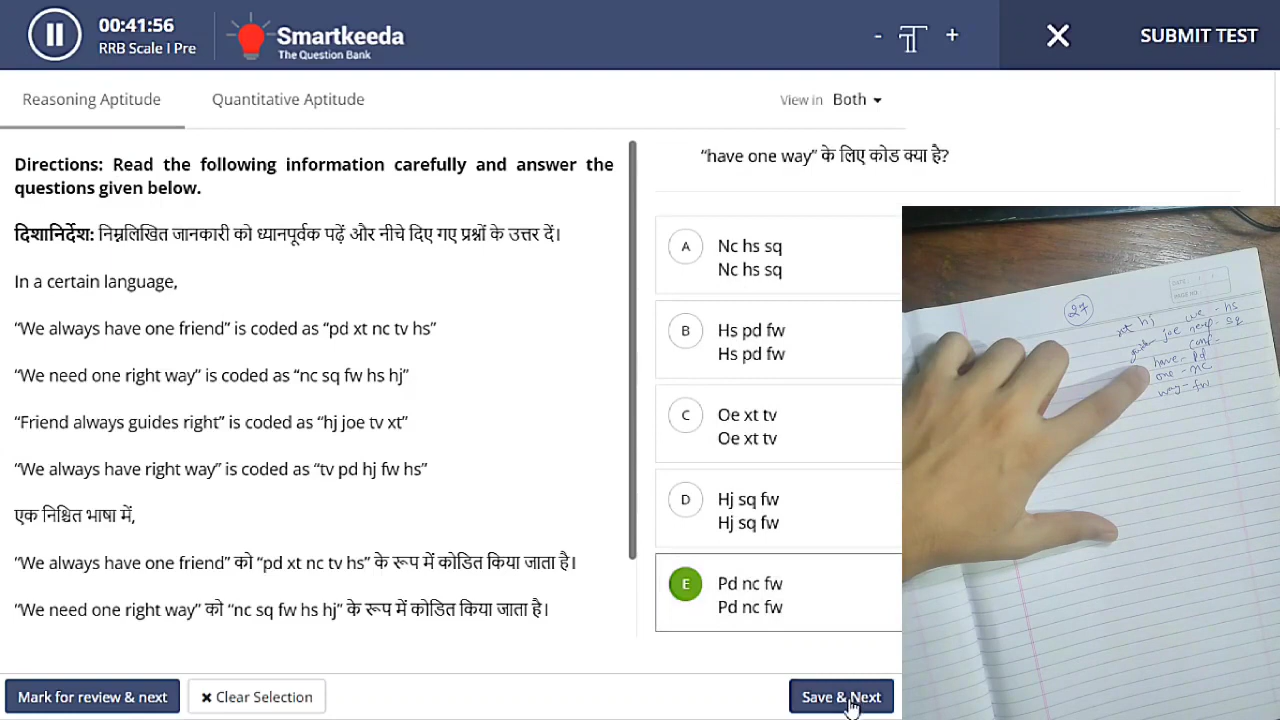 00:41:56
RRB Scale I Pre
Smartkeeda
The Question Bank
- T +
SUBMIT TEST
Reasoning Aptitude
Quantitative Aptitude
View in Both
Directions: Read the following information carefully and answer the
questions given below.
दिशानिर्देश: निम्नलिखित जानकारी को ध्यानपूर्वक पढ़ें और नीचे दिए गए प्रश्नों के उत्तर दें।
In a certain language,
“We always have one friend” is coded as “pd xt nc tv hs”
“We need one right way” is coded as “nc sq fw hs hj”
“Friend always guides right” is coded as “hj joe tv xt”
“We always have right way” is coded as “tv pd hj fw hs”
एक निश्चित भाषा में,
“We always have one friend” को “pd xt nc tv hs” के रूप में कोडित किया जाता है।
“We need one right way” को “nc sq fw hs hj” के रूप में कोडित किया जाता है।
“have one way” के लिए कोड क्या है?
A
Nc hs sq
Nc hs sq
B
Hs pd fw
Hs pd fw
C
Oe xt tv
Oe xt tv
D
Hj sq fw
Hj sq fw
E
Pd nc fw
Pd nc fw
Mark for review & next
Clear Selection
Save & Next
DATE
27
xt hj we - hs
joe - sq
have - pd
one - nc
way - fw